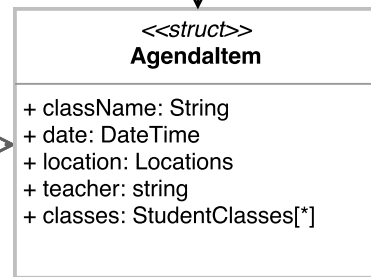 <<struct>>
AgendaItem
+ className: String
+ date: DateTime
+ location: Locations
+ teacher: string
+ classes: StudentClasses[*]